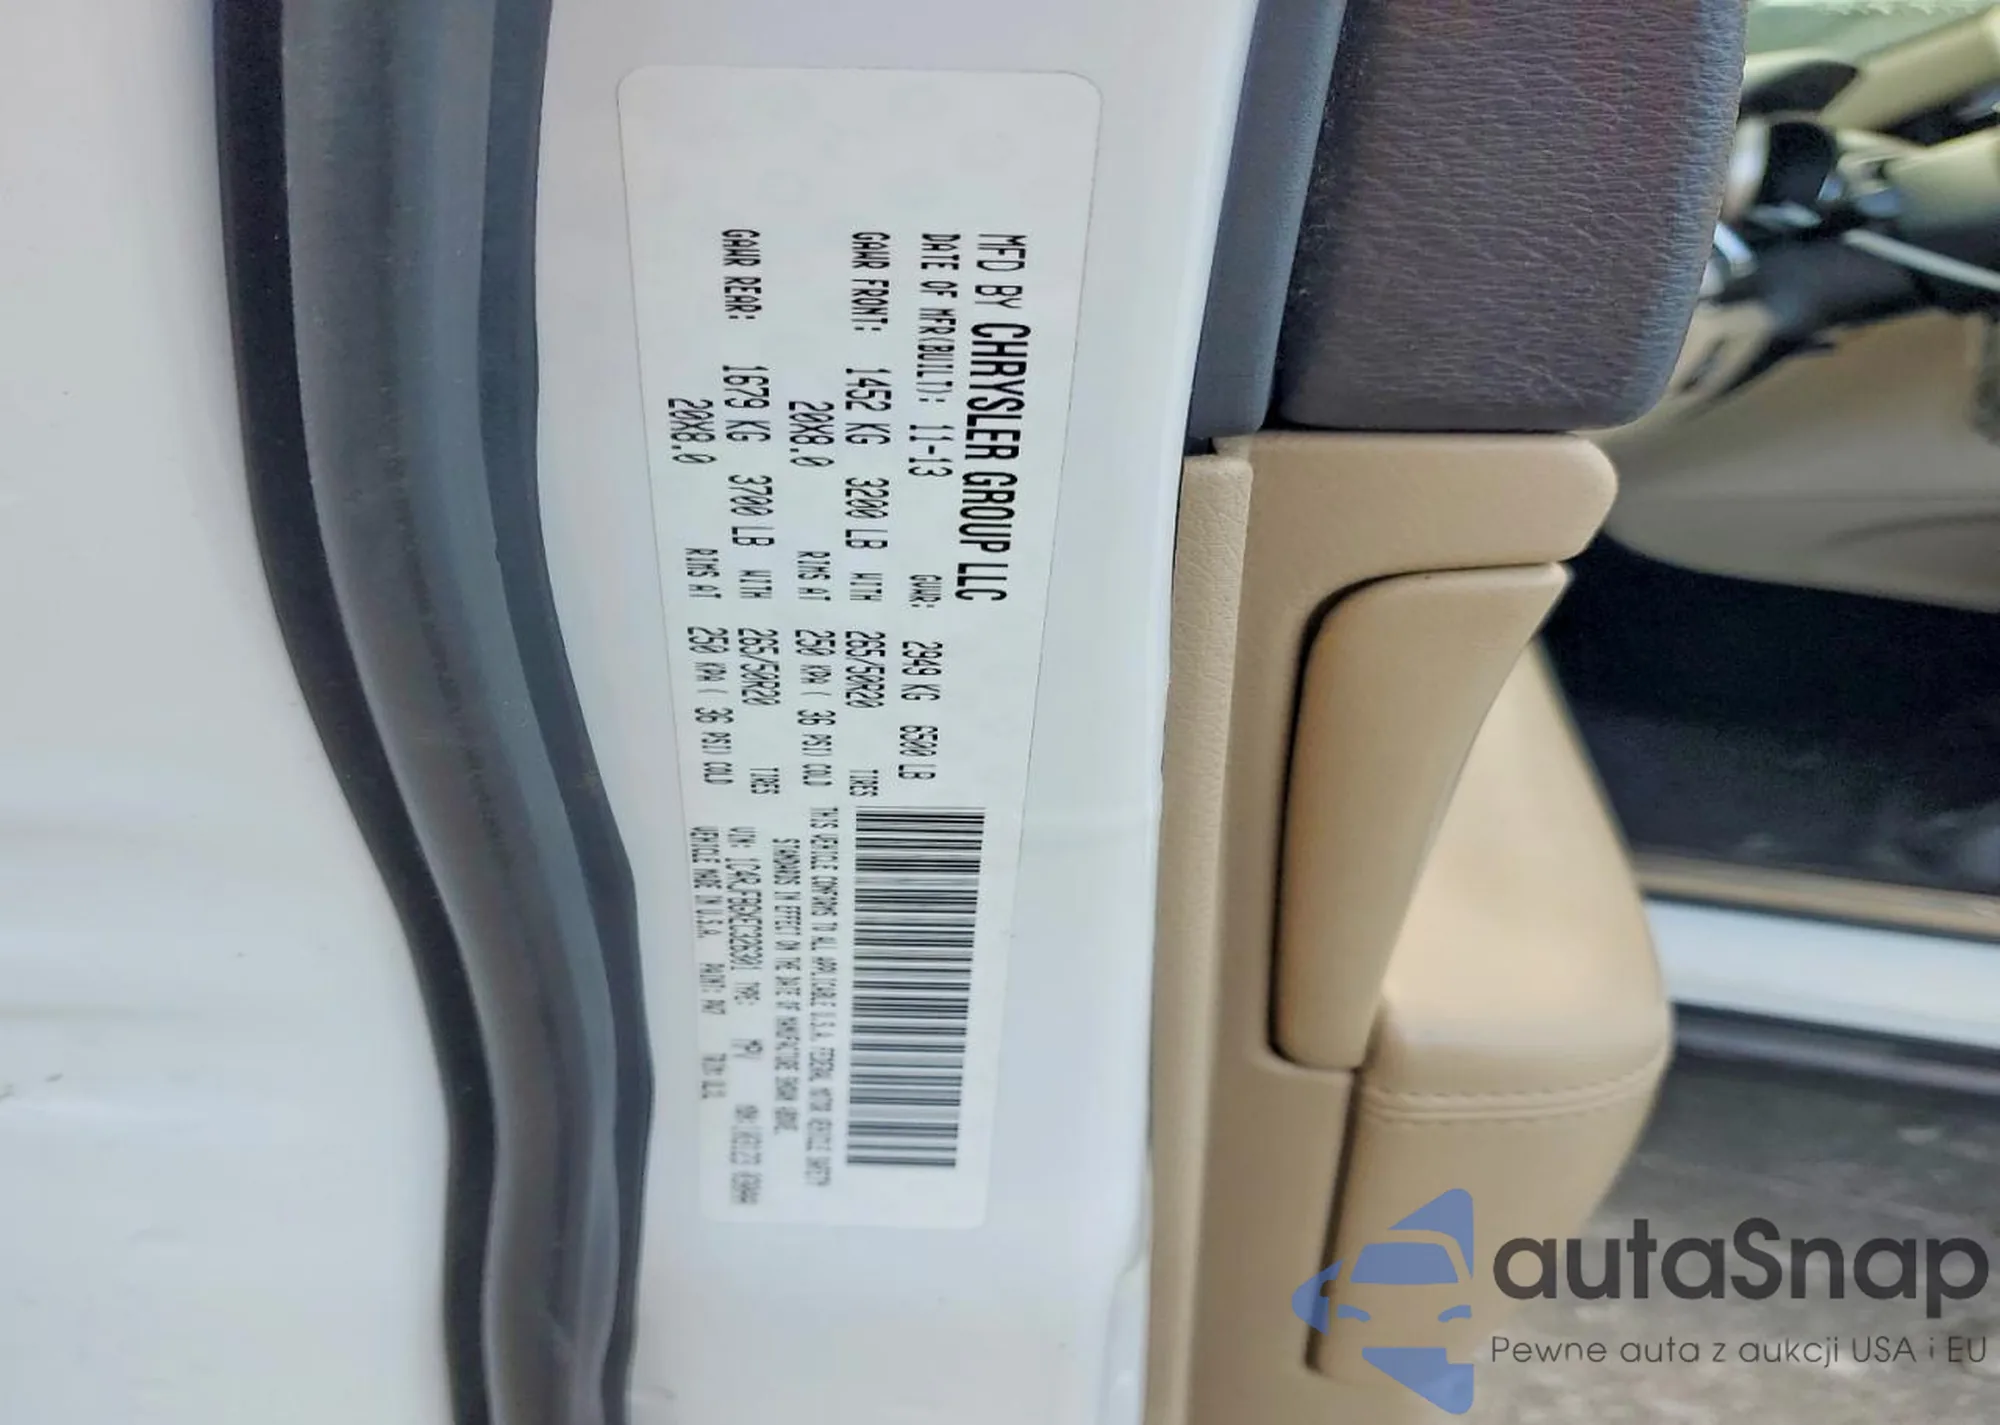 MFD BY CHRYSLER GROUP LLC
DATE OF MFR(BUILT): 11-13 GVWR: 2949 KG 6500 LB
GAWR FRONT: 1452 KG 3200 LB WITH 265/50R20 TIRES
20X8.0 RIMS AT 250 KPA ( 36 PSI) COLD
GAWR REAR: 1679 KG 3700 LB WITH 265/50R20 TIRES
20X8.0 RIMS AT 250 KPA ( 36 PSI) COLD
THIS VEHICLE CONFORMS TO ALL APPLICABLE U.S.A. FEDERAL MOTOR VEHICLE SAFETY
STANDARDS IN EFFECT ON THE DATE OF MANUFACTURE SHOWN ABOVE.
VIN: TYPE: MPV
VEHICLE MADE IN U.S.A. PAINT: PW7
autaSnap
Pewne auta z aukcji USA i EU